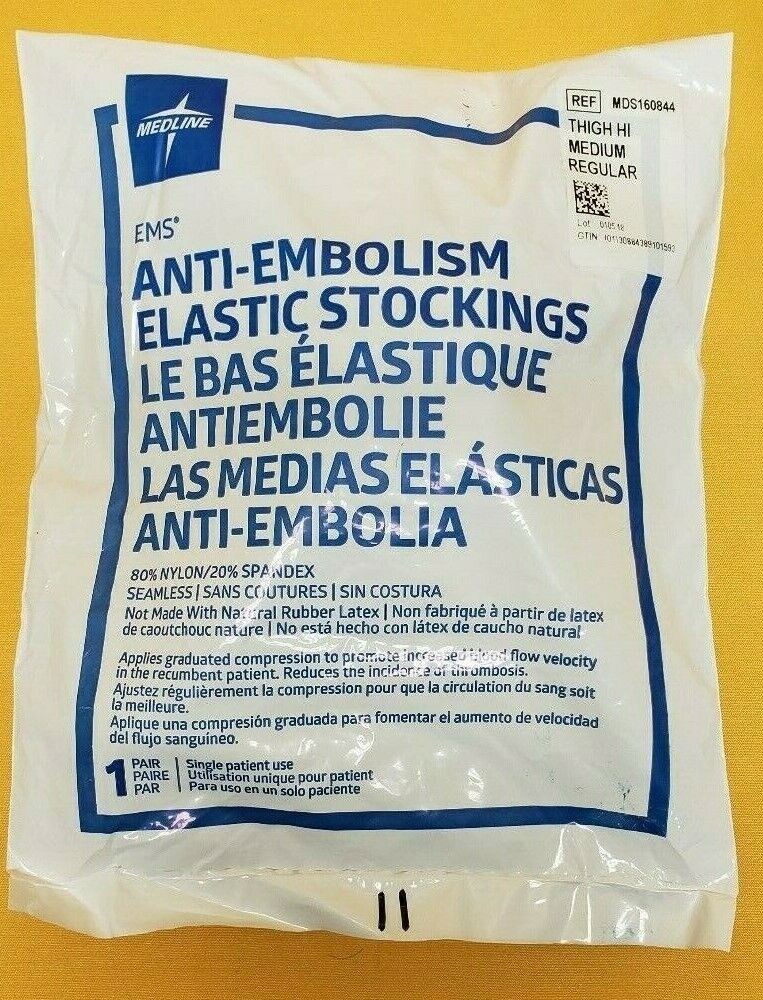 MEDLINE
REF MDS160844
THIGH HI
MEDIUM
REGULAR
Lot
GTIN
EMS®
ANTI-EMBOLISM
ELASTIC STOCKINGS
LE BAS ÉLASTIQUE
ANTIEMBOLIE
LAS MEDIAS ELÁSTICAS
ANTI-EMBOLIA
80% NYLON/20% SPANDEX
SEAMLESS | SANS COUTURES | SIN COSTURA
Not Made With Natural Rubber Latex | Non fabriqué à partir de latex
de caoutchouc nature | No está hecho con látex de caucho natural
Applies graduated compression to promote increased blood flow velocity
in the recumbent patient. Reduces the incidence of thrombosis.
Ajustez régulièrement la compression pour que la circulation du sang soit
la meilleure.
Aplique una compresión graduada para fomentar el aumento de velocidad
del flujo sanguíneo.
1 PAIR
PAIRE
PAR
Single patient use
Utilisation unique pour patient
Para uso en un solo paciente